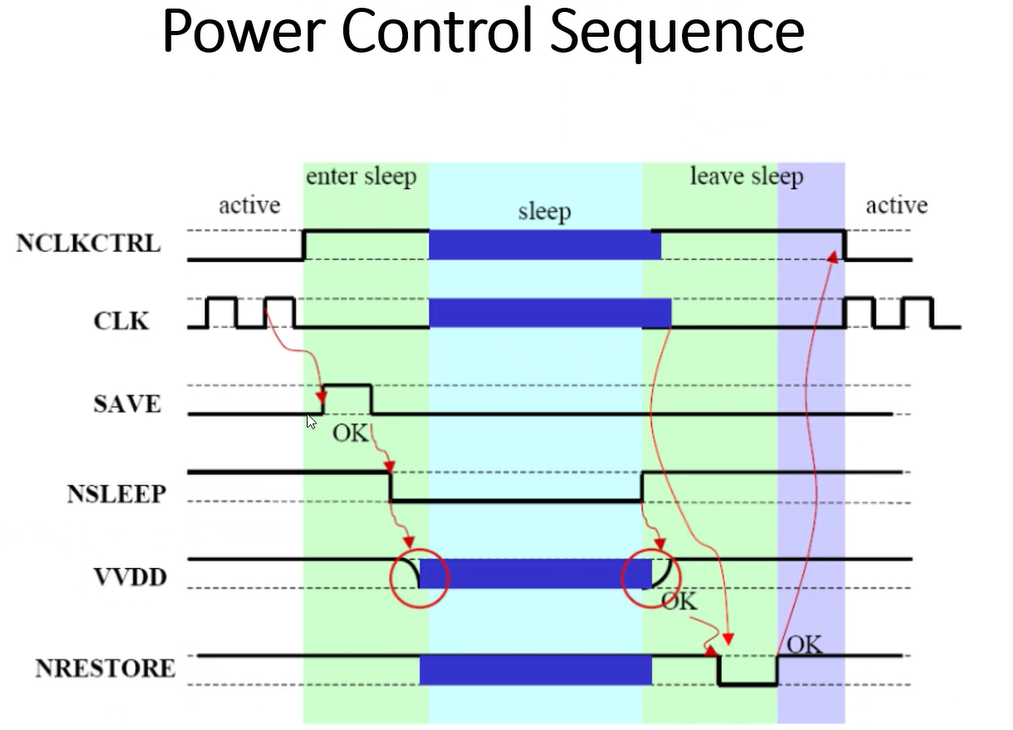 Power Control Sequence
enter sleep
leave sleep
active
sleep
active
NCLKCTRL
CLK
SAVE
OK
NSLEEP
VVDD
OK
OK
NRESTORE